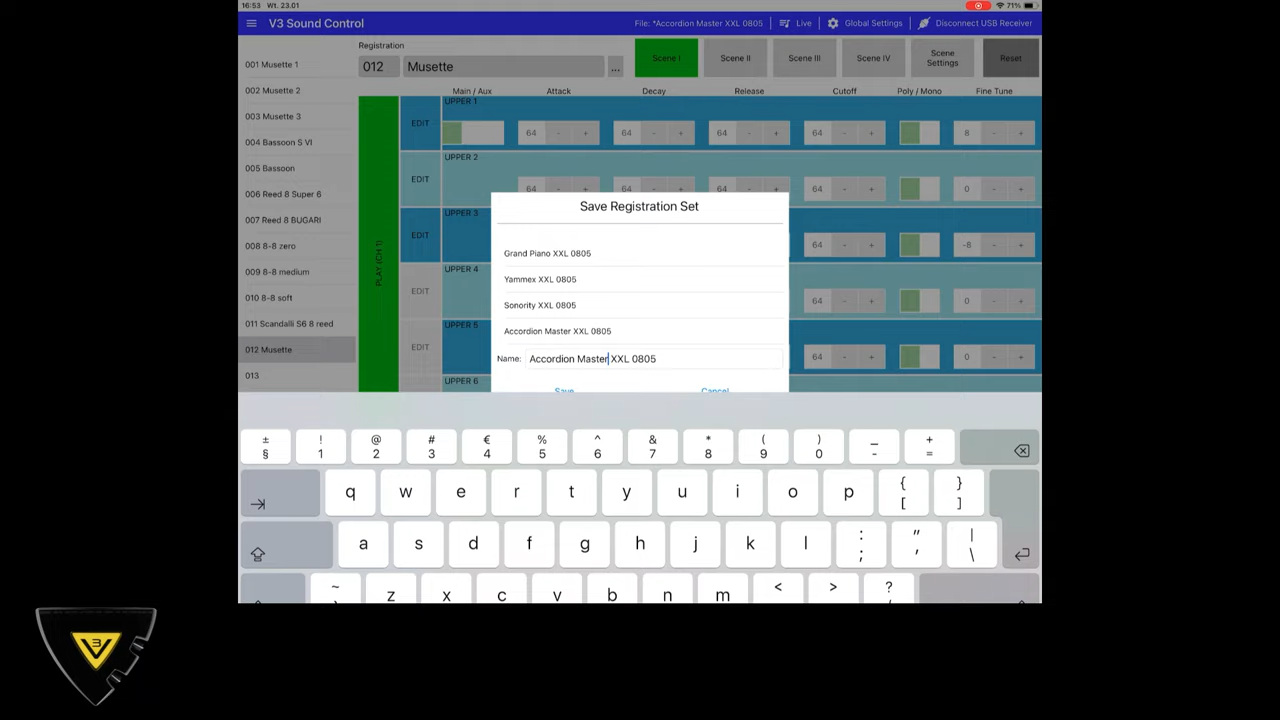 16:53 Wt. 23.01
71%
V3 Sound Control
File: *Accordion Master XXL 0805
Live
Global Settings
Disconnect USB Receiver
001 Musette 1
002 Musette 2
003 Musette 3
004 Bassoon S VI
005 Bassoon
006 Reed 8 Super 6
007 Reed 8 BUGARI
008 8-8 zero
009 8-8 medium
010 8-8 soft
011 Scandalli S6 8 reed
012 Musette
013
Registration
012 Musette ...
Scene I
Scene II
Scene III
Scene IV
Scene Settings
Reset
Main / Aux Attack Decay Release Cutoff Poly / Mono Fine Tune
PLAY (CH 1)
EDIT UPPER 1
64 - + 64 - + 64 - + 64 - + 8 - +
EDIT UPPER 2
64 - + 64 - + 64 - + 64 - + 0 - +
EDIT UPPER 3
64 - + -8 - +
EDIT UPPER 4
64 - + 0 - +
EDIT UPPER 5
64 - + 0 - +
UPPER 6
Save Registration Set
Grand Piano XXL 0805
Yammex XXL 0805
Sonority XXL 0805
Accordion Master XXL 0805
Name: Accordion Master XXL 0805
Save Cancel
± ! @ # € % ^ & * ( ) _ +
§ 1 2 3 4 5 6 7 8 9 0 - =
q w e r t y u i o p { [ } ]
a s d f g h j k l : ; " ' | \
~ ` z x c v b n m < > ?
V3